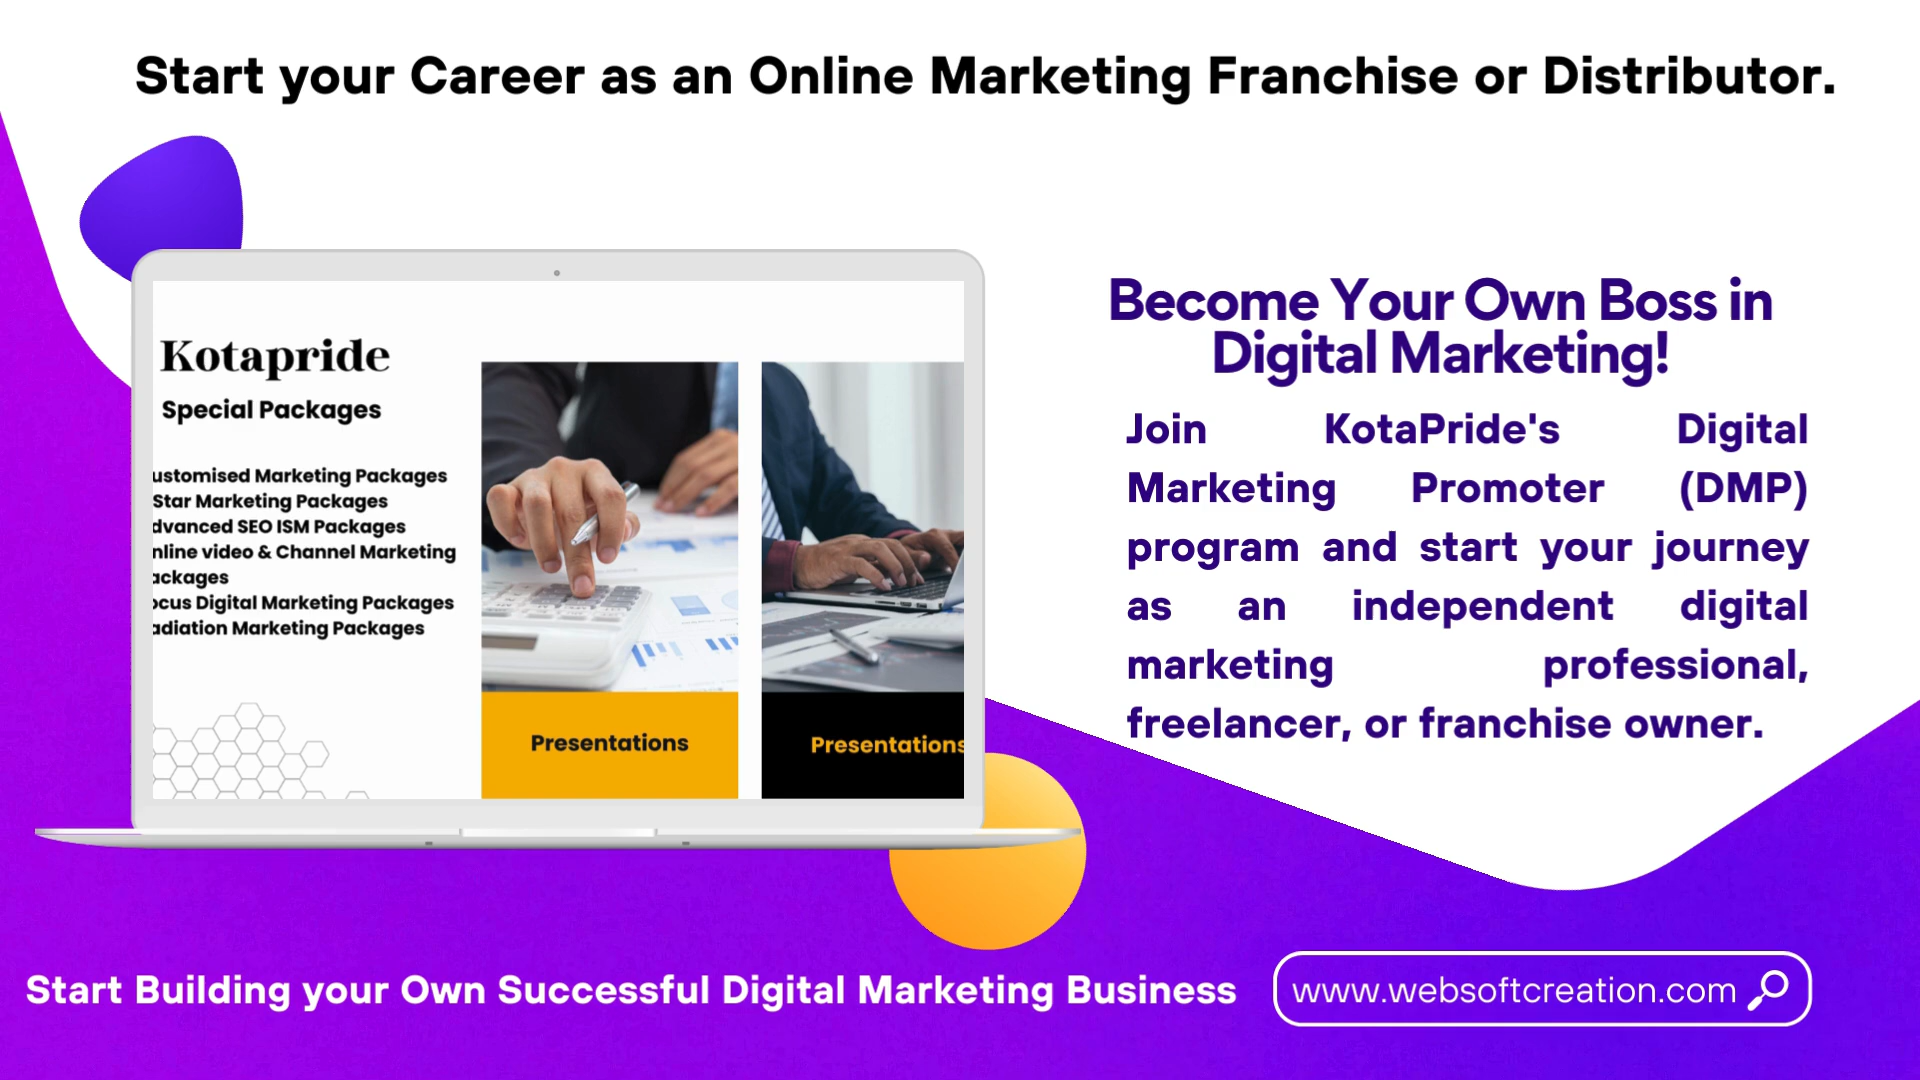 Start your Career as an Online Marketing Franchise or Distributor.
Kotapride
Special Packages
ustomised Marketing Packages
Star Marketing Packages
dvanced SEO ISM Packages
nline video & Channel Marketing
ackages
ocus Digital Marketing Packages
adiation Marketing Packages
Presentations
Presentations
Become Your Own Boss in
Digital Marketing!
Join KotaPride's Digital
Marketing Promoter (DMP)
program and start your journey
as an independent digital
marketing professional,
freelancer, or franchise owner.
Start Building your Own Successful Digital Marketing Business
www.websoftcreation.com